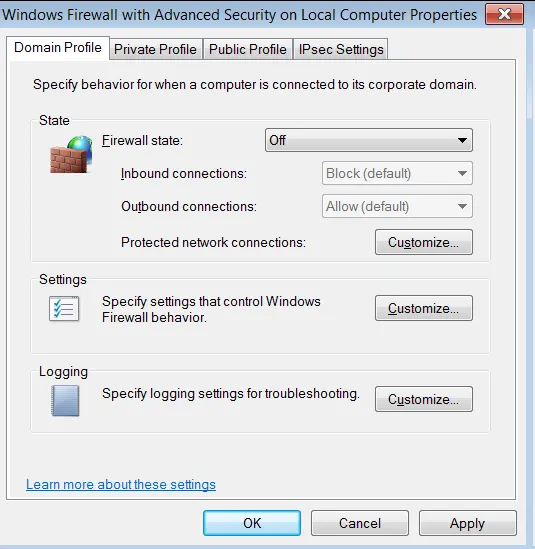 Windows Firewall with Advanced Security on Local Computer Properties
Domain Profile Private Profile Public Profile IPsec Settings
Specify behavior for when a computer is connected to its corporate domain.
State
Firewall state: Off
Inbound connections: Block (default)
Outbound connections: Allow (default)
Protected network connections: Customize...
Settings
Specify settings that control Windows
Firewall behavior.
Customize...
Logging
Specify logging settings for troubleshooting.
Customize...
Learn more about these settings
OK Cancel Apply